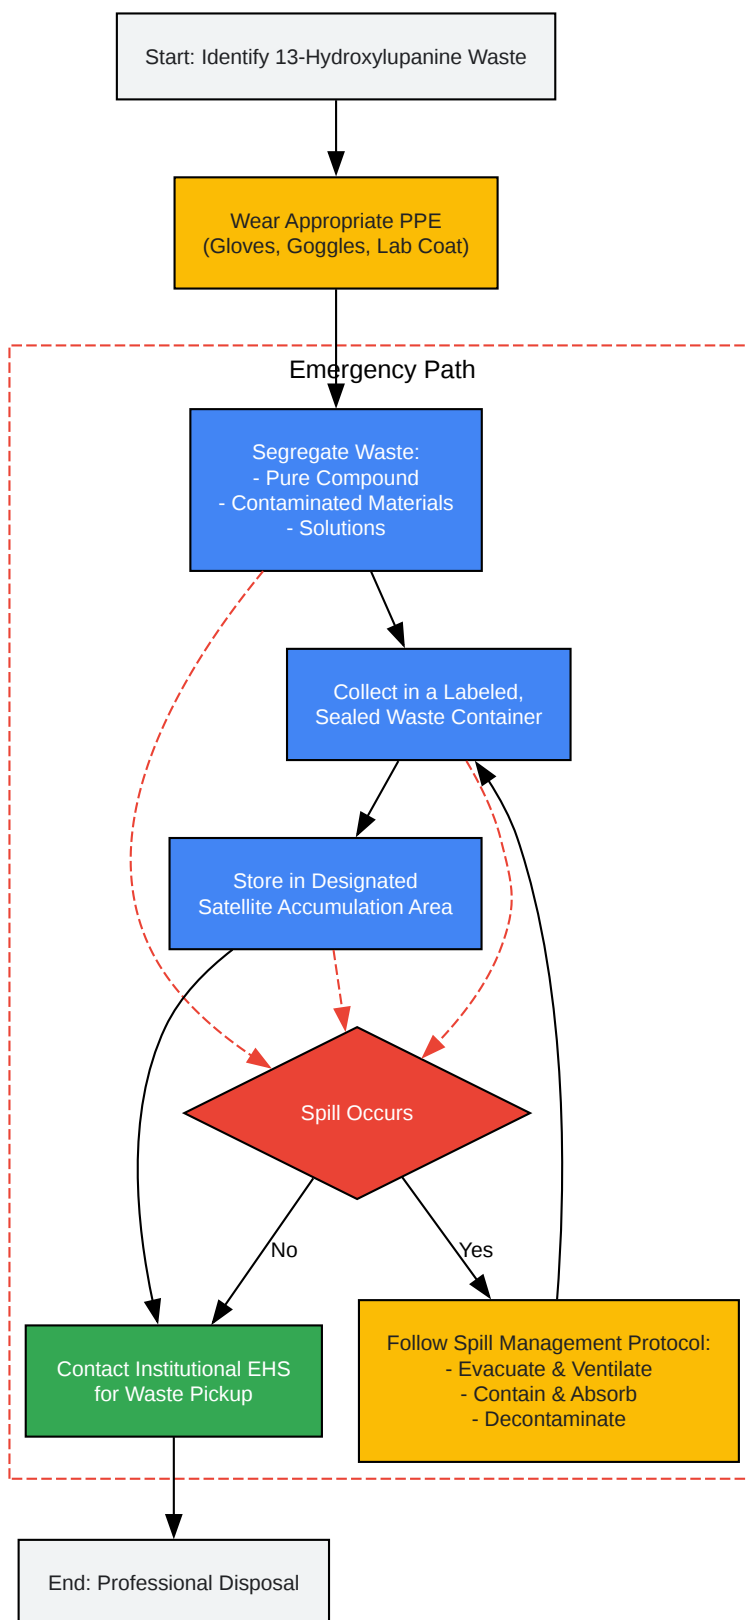 Start: Identify 13-Hydroxylupanine Waste
Wear Appropriate PPE
(Gloves, Goggles, Lab Coat)
Emergency Path
Segregate Waste:
- Pure Compound
- Contaminated Materials
- Solutions
Collect in a Labeled,
Sealed Waste Container
Store in Designated
Satellite Accumulation Area
Spill Occurs
No
Yes
Follow Spill Management Protocol:
- Evacuate & Ventilate
- Contain & Absorb
- Decontaminate
Contact Institutional EHS
for Waste Pickup
End: Professional Disposal